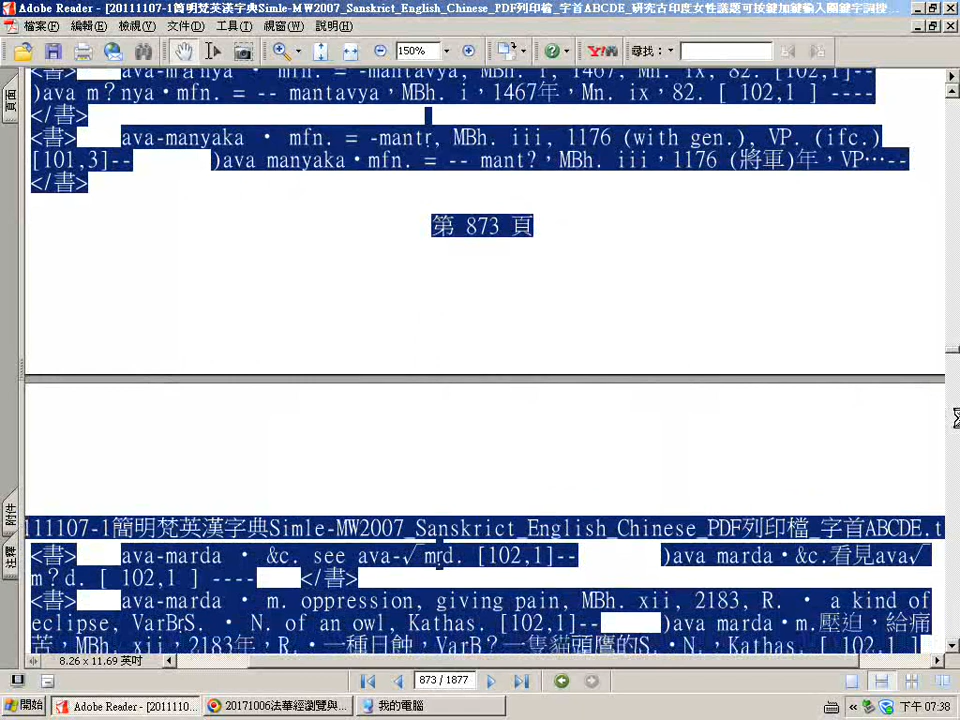 Adobe Reader - [20111107-1簡明梵英漢字典Simle-MW2007_Sanskrict_English_Chinese_PDF列印檔_字首ABCDE_研究古印度女性議題可按鍵加鍵輸入關鍵字詞搜...
檔案(F) 編輯(E) 檢視(V) 文件(D) 工具(T) 視窗(W) 說明(H)
150% Y! 尋找:
頁面
<書> ava-mānya · mfn. = -mantavya, MBh. i, 1467, Mn. ix, 82. [102,1]--
)ava m?nya·mfn. = -- mantavya，MBh. i，1467年，Mn. ix，82. [ 102,1 ] ----
</書>
<書> ava-manyaka · mfn. = -mantṛ, MBh. iii, 1176 (with gen.), VP. (ifc.)
[101,3]-- )ava manyaka·mfn. = -- mant?，MBh. iii，1176 (將軍)年，VP…--
</書>
第 873 頁
附件
注釋
111107-1簡明梵英漢字典Simle-MW2007_Sanskrict_English_Chinese_PDF列印檔_字首ABCDE.t
<書> ava-marda · &c. see ava-√mṛd. [102,1]-- )ava marda·&c.看見ava√
m?d. [ 102,1 ] ---- </書>
<書> ava-marda · m. oppression, giving pain, MBh. xii, 2183, R. · a kind of
eclipse, VarBṛS. · N. of an owl, Kathas. [102,1]-- )ava marda·m.壓迫，給痛
苦，MBh. xii，2183年，R.·一種日蝕，VarB？一隻貓頭鷹的S.·N.，Kathas. [ 102,1 ]
8.26 x 11.69 英吋
873 / 1877
開始 Adobe Reader - [2011110... 20171006法華經瀏覽與... 我的電腦 下午 07:38